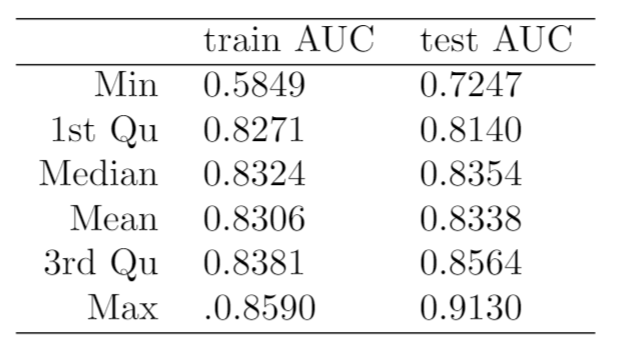 train AUC test AUC
Min 0.5849 0.7247
1st Qu 0.8271 0.8140
Median 0.8324 0.8354
Mean 0.8306 0.8338
3rd Qu 0.8381 0.8564
Max .0.8590 0.9130